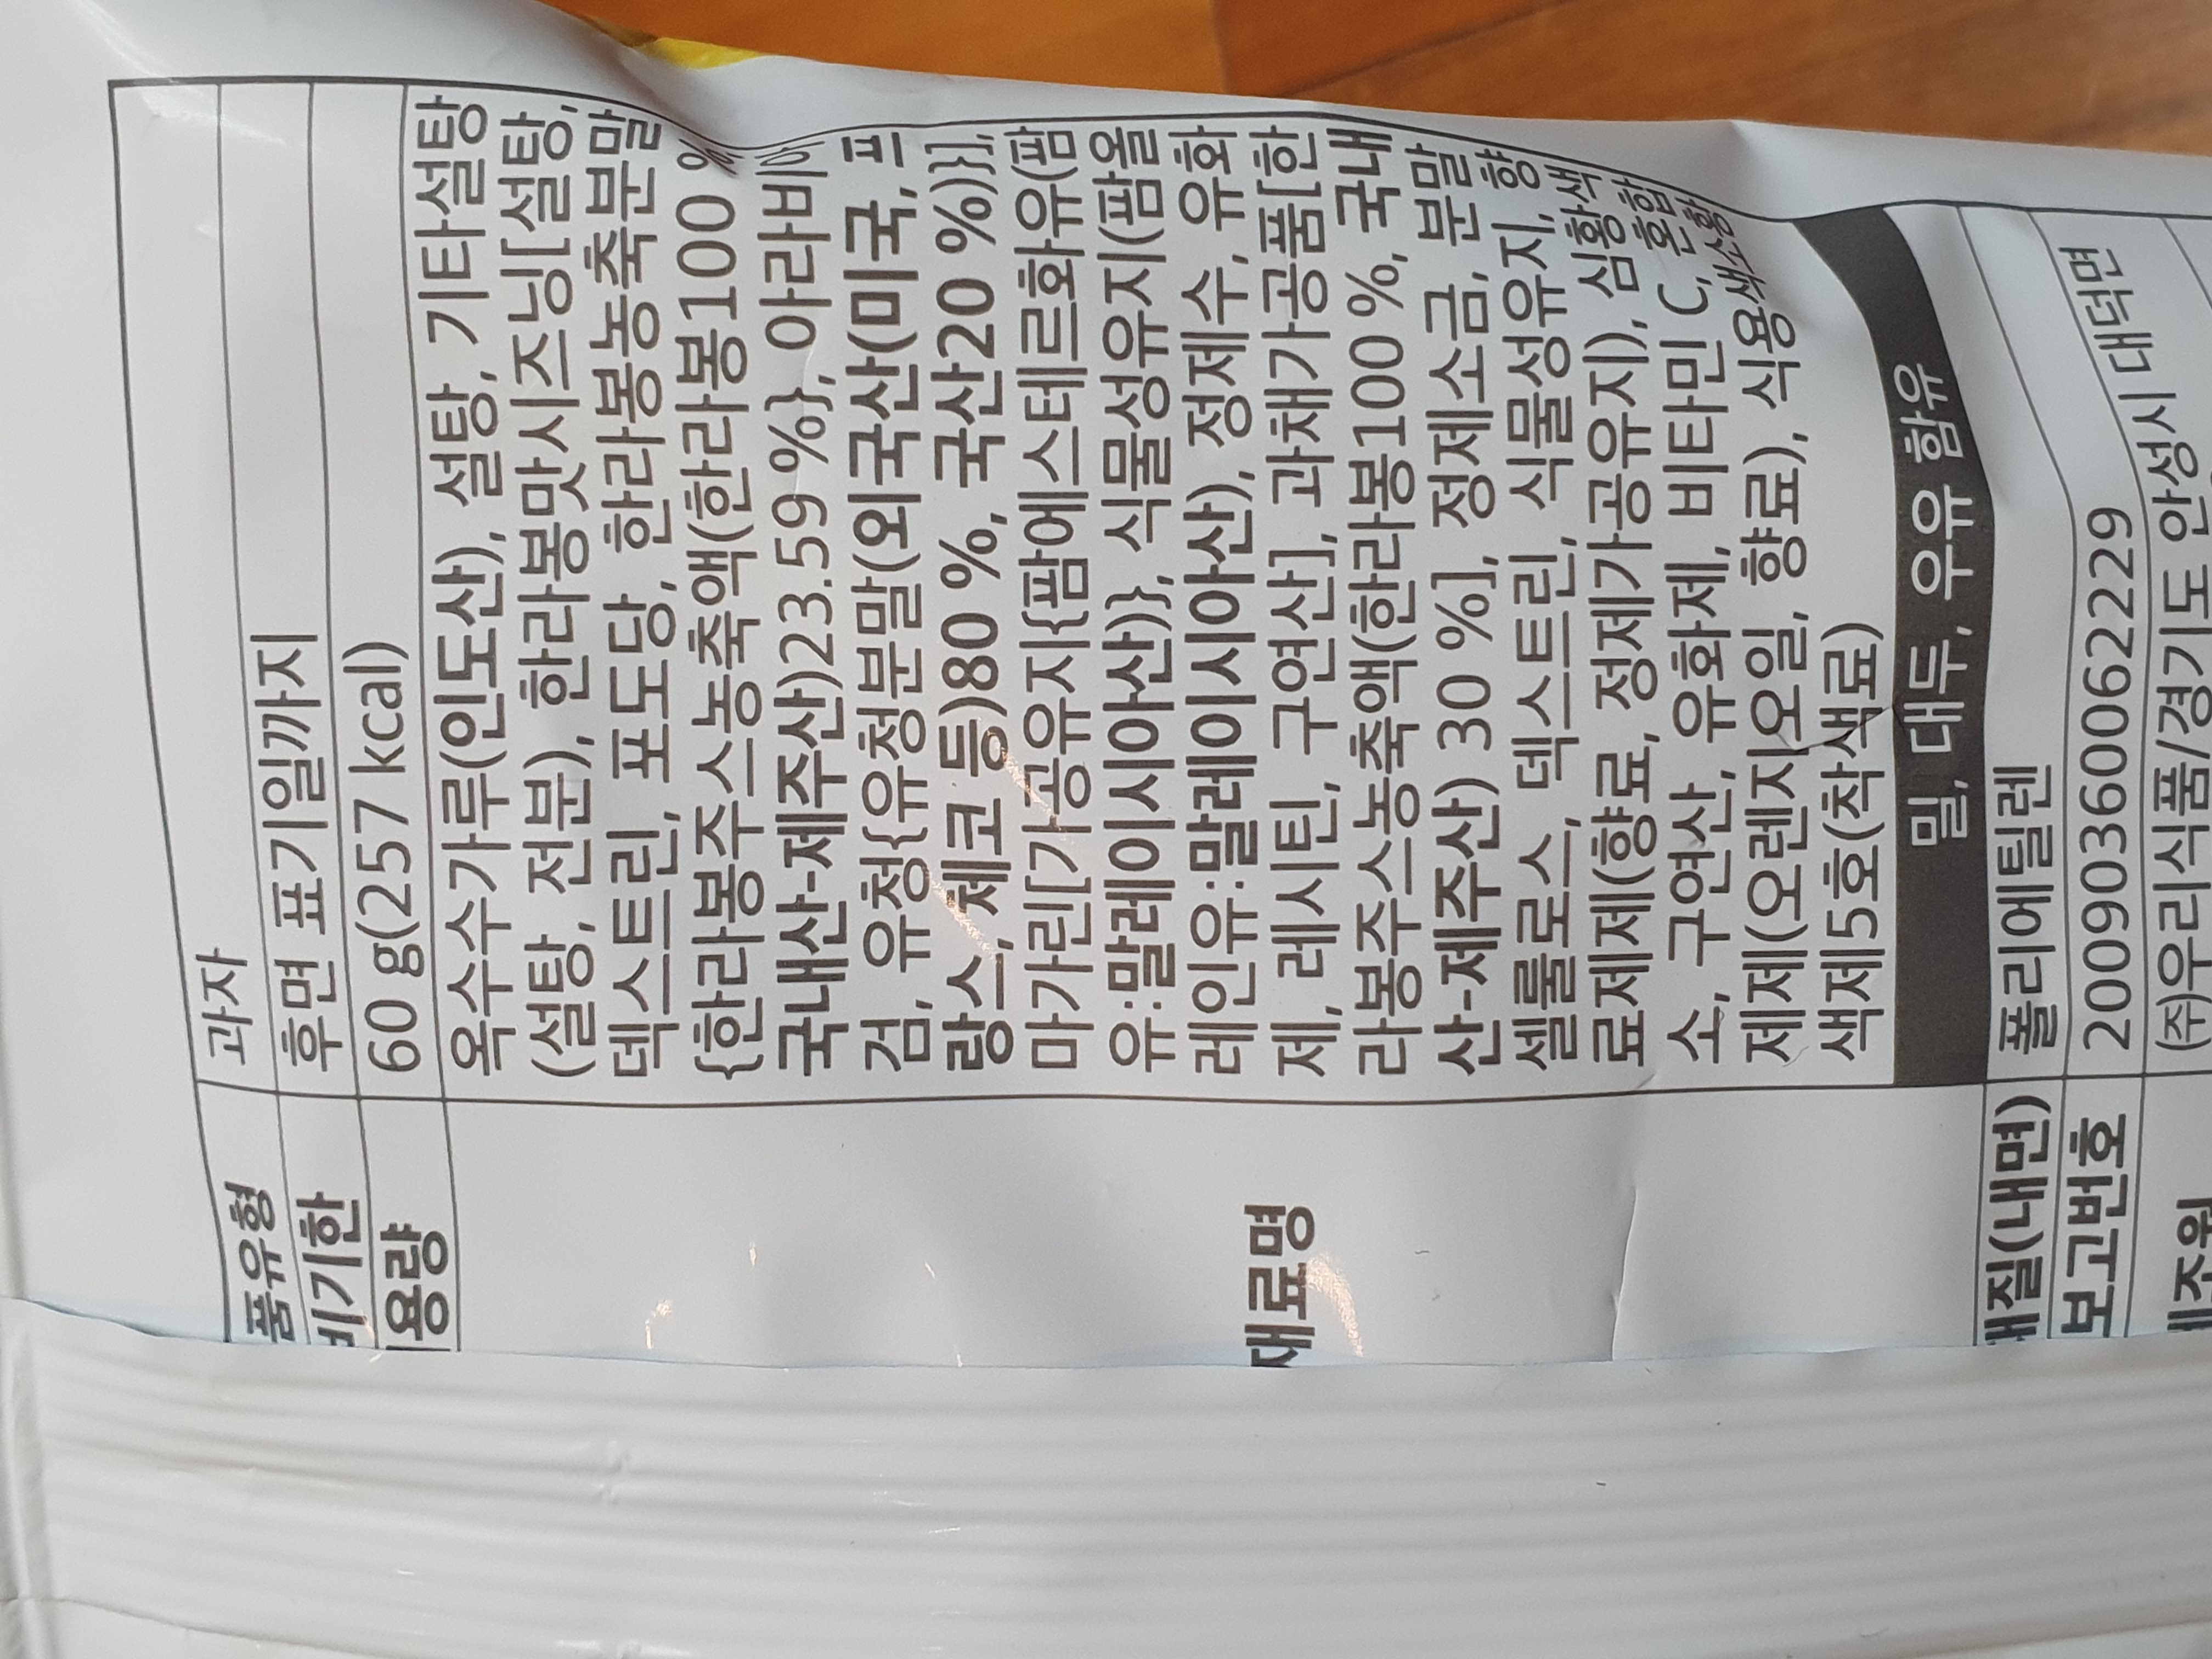 품유형 과자
비기한 후면 표기일까지
용량 60 g(257 kcal)
재료명
옥수수가루(인도산), 설탕, 기타설탕
(설탕, 전분), 한라봉맛시즈닝[설탕,
덱스트린, 포도당, 한라봉농축분말
{한라봉주스농축액(한라봉100 %,
국내산-제주산)23.59 %}, 아라비아
검, 유청{유청분말(외국산(미국, 프
랑스, 체코 등)80 %, 국산20 %)}],
마가린[가공유지{팜에스테르화유(팜
유:말레이시아산)}, 식물성유지(팜올
레인유:말레이시아산), 정제수, 유화
제, 레시틴, 구연산], 과채가공품[한
라봉주스농축액(한라봉100 %, 국내
산-제주산) 30 %], 정제소금, 분말
셀룰로스, 덱스트린, 식물성유지, 향
료제제(향료, 정제가공유지), 심황색
소, 구연산, 유화제, 비타민 C, 혼합
제제(오렌지오일, 향료), 식용색소황
색제5호(착색료)
밀, 대두, 우유 함유
재질(내면) 폴리에틸렌
보고번호 20090360062229
제조원 (주)우리식품/경기도 안성시 대덕면